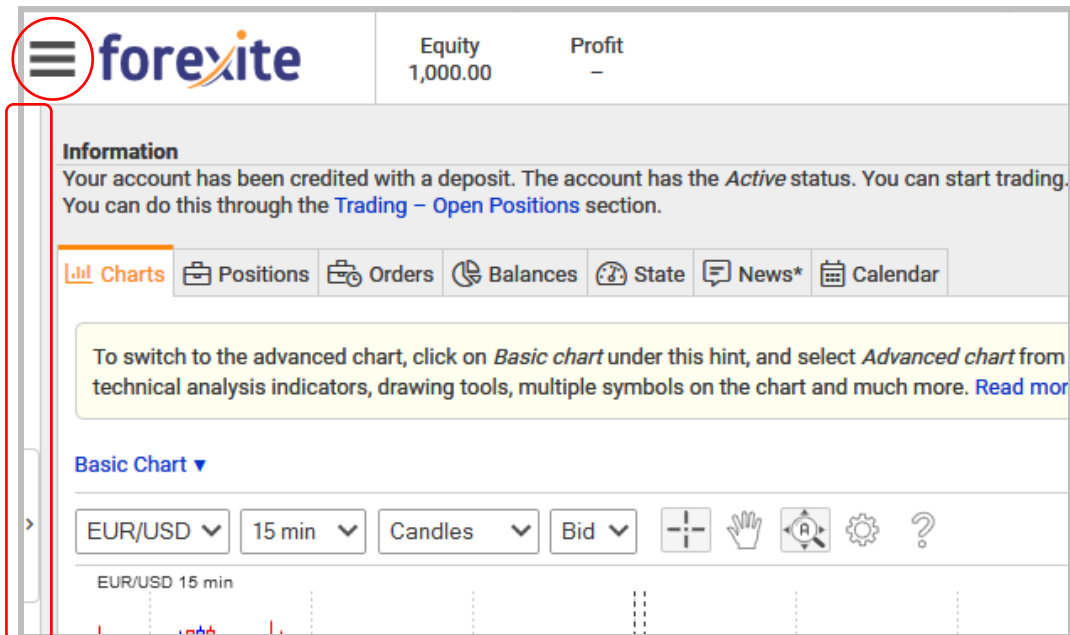 forexite
Equity Profit
1,000.00 –
Information
Your account has been credited with a deposit. The account has the Active status. You can start trading.
You can do this through the Trading – Open Positions section.
Charts Positions Orders Balances State News* Calendar
To switch to the advanced chart, click on Basic chart under this hint, and select Advanced chart from
technical analysis indicators, drawing tools, multiple symbols on the chart and much more. Read mor
Basic Chart ▼
EUR/USD 15 min Candles Bid A ?
EUR/USD 15 min